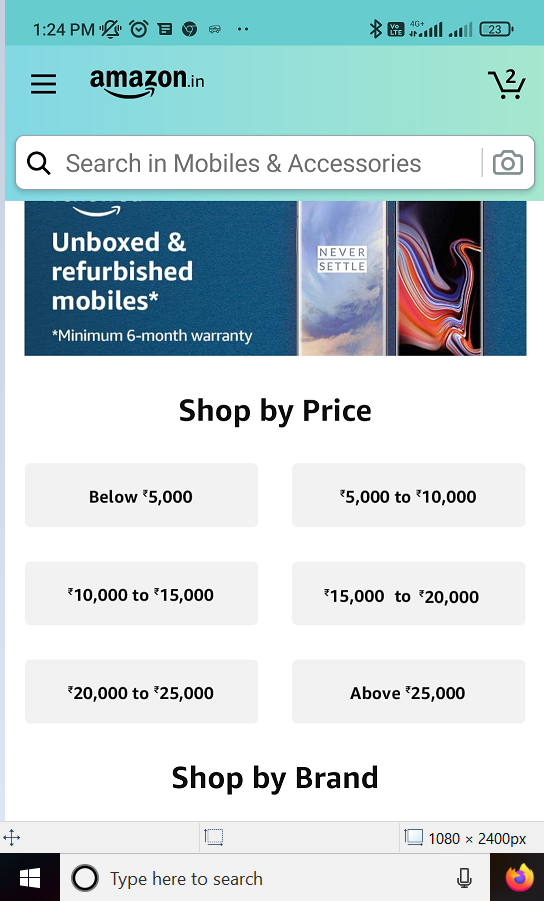 1:24 PM
Vo LTE 4G+ 23
amazon.in
2
Search in Mobiles & Accessories
Unboxed &
refurbished
mobiles*
*Minimum 6-month warranty
NEVER
SETTLE
Shop by Price
Below ₹5,000
₹5,000 to ₹10,000
₹10,000 to ₹15,000
₹15,000 to ₹20,000
₹20,000 to ₹25,000
Above ₹25,000
Shop by Brand
1080 × 2400px
Type here to search